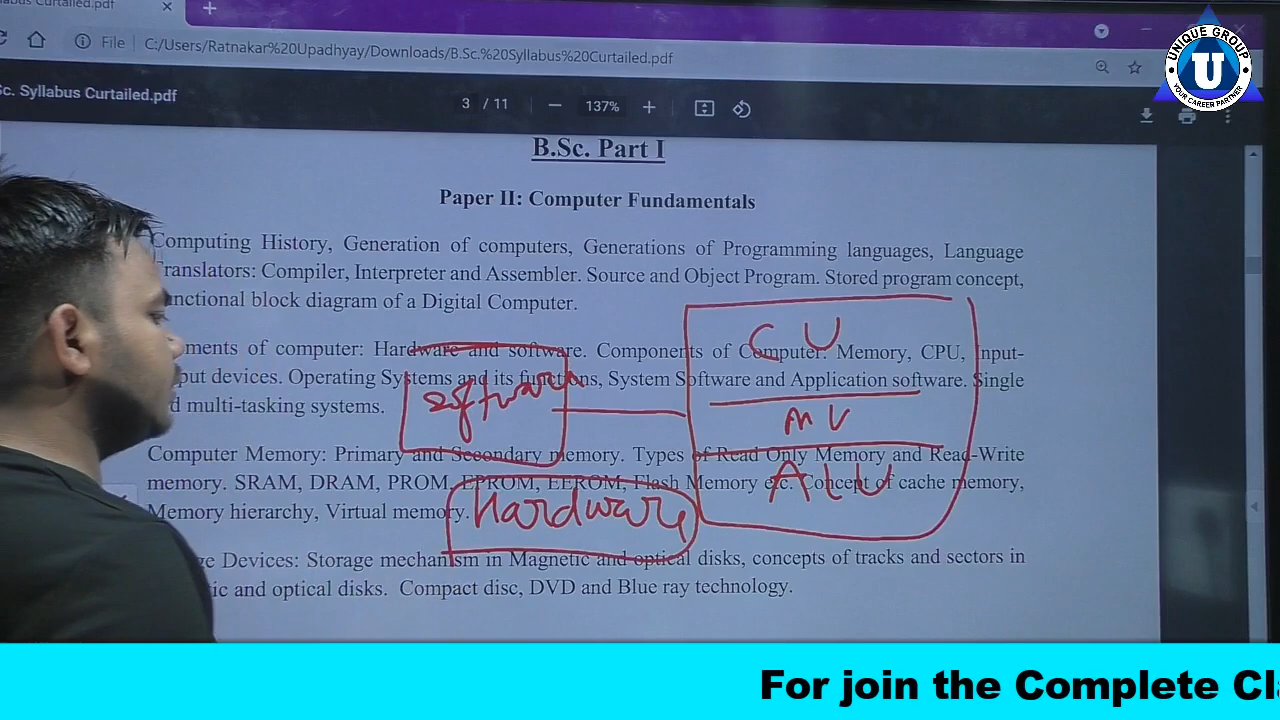 abus Curtailed.pdf
File C:/Users/Ratnakar%20Upadhyay/Downloads/B.Sc.%20Syllabus%20Curtailed.pdf
Sc. Syllabus Curtailed.pdf
3 / 11
137%
UNIQUE GROUP
U
YOUR CAREER PARTNER
B.Sc. Part I
Paper II: Computer Fundamentals
Computing History, Generation of computers, Generations of Programming languages, Language
Translators: Compiler, Interpreter and Assembler. Source and Object Program. Stored program concept,
unctional block diagram of a Digital Computer.
ments of computer: Hardware and software. Components of Computer: Memory, CPU, Input-
put devices. Operating Systems and its functions, System Software and Application software. Single
d multi-tasking systems.
Computer Memory: Primary and Secondary memory. Types of Read Only Memory and Read-Write
memory. SRAM, DRAM, PROM, EPROM, EEROM, Flash Memory etc. Concept of cache memory,
Memory hierarchy, Virtual memory.
ge Devices: Storage mechanism in Magnetic and optical disks, concepts of tracks and sectors in
ic and optical disks. Compact disc, DVD and Blue ray technology.
CU
software
MU
ALU
Hardware
For join the Complete Cl